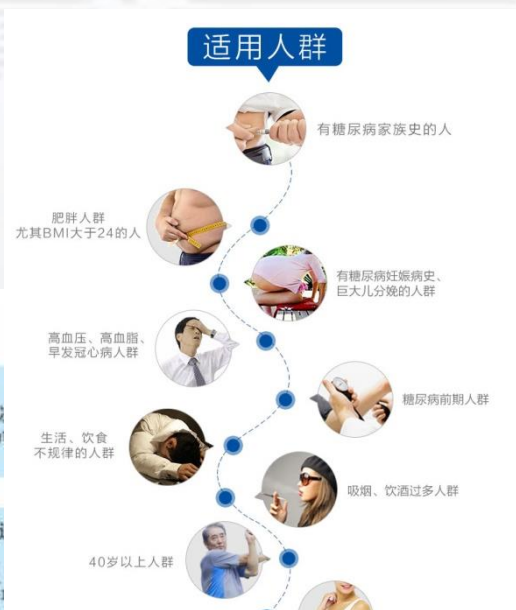 适用人群
有糖尿病家族史的人
肥胖人群
尤其BMI大于24的人
有糖尿病妊娠病史、
巨大儿分娩的人群
高血压、高血脂、
早发冠心病人群
糖尿病前期人群
生活、饮食
不规律的人群
吸烟、饮酒过多人群
40岁以上人群